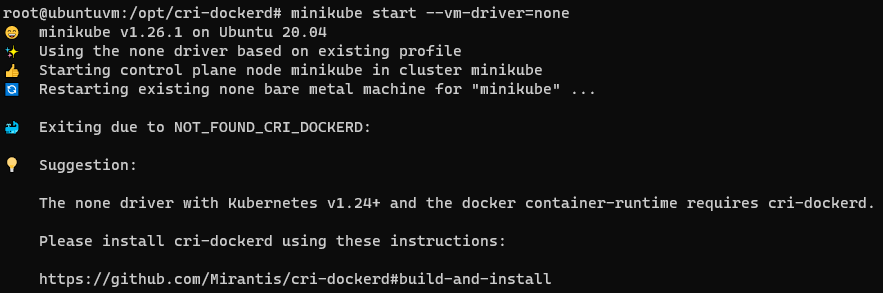 root@ubuntuvm:/opt/cri-dockerd# minikube start --vm-driver=none
😄 minikube v1.26.1 on Ubuntu 20.04
✨ Using the none driver based on existing profile
👍 Starting control plane node minikube in cluster minikube
🔄 Restarting existing none bare metal machine for "minikube" ...
🐳 Exiting due to NOT_FOUND_CRI_DOCKERD:
💡 Suggestion:
The none driver with Kubernetes v1.24+ and the docker container-runtime requires cri-dockerd.
Please install cri-dockerd using these instructions:
https://github.com/Mirantis/cri-dockerd#build-and-install